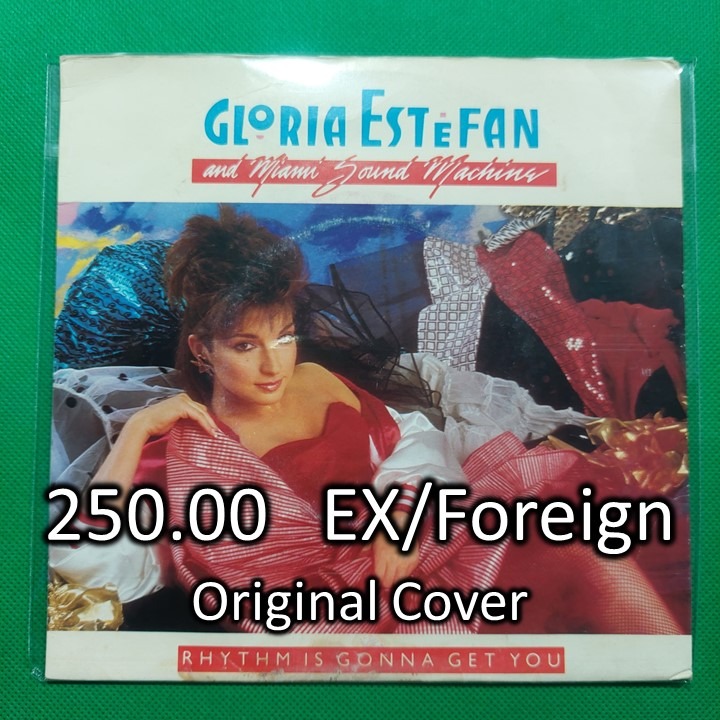 GLORIA ESTEFAN
and Miami Sound Machine
250.00 EX/Foreign
Original Cover
RHYTHM IS GONNA GET YOU